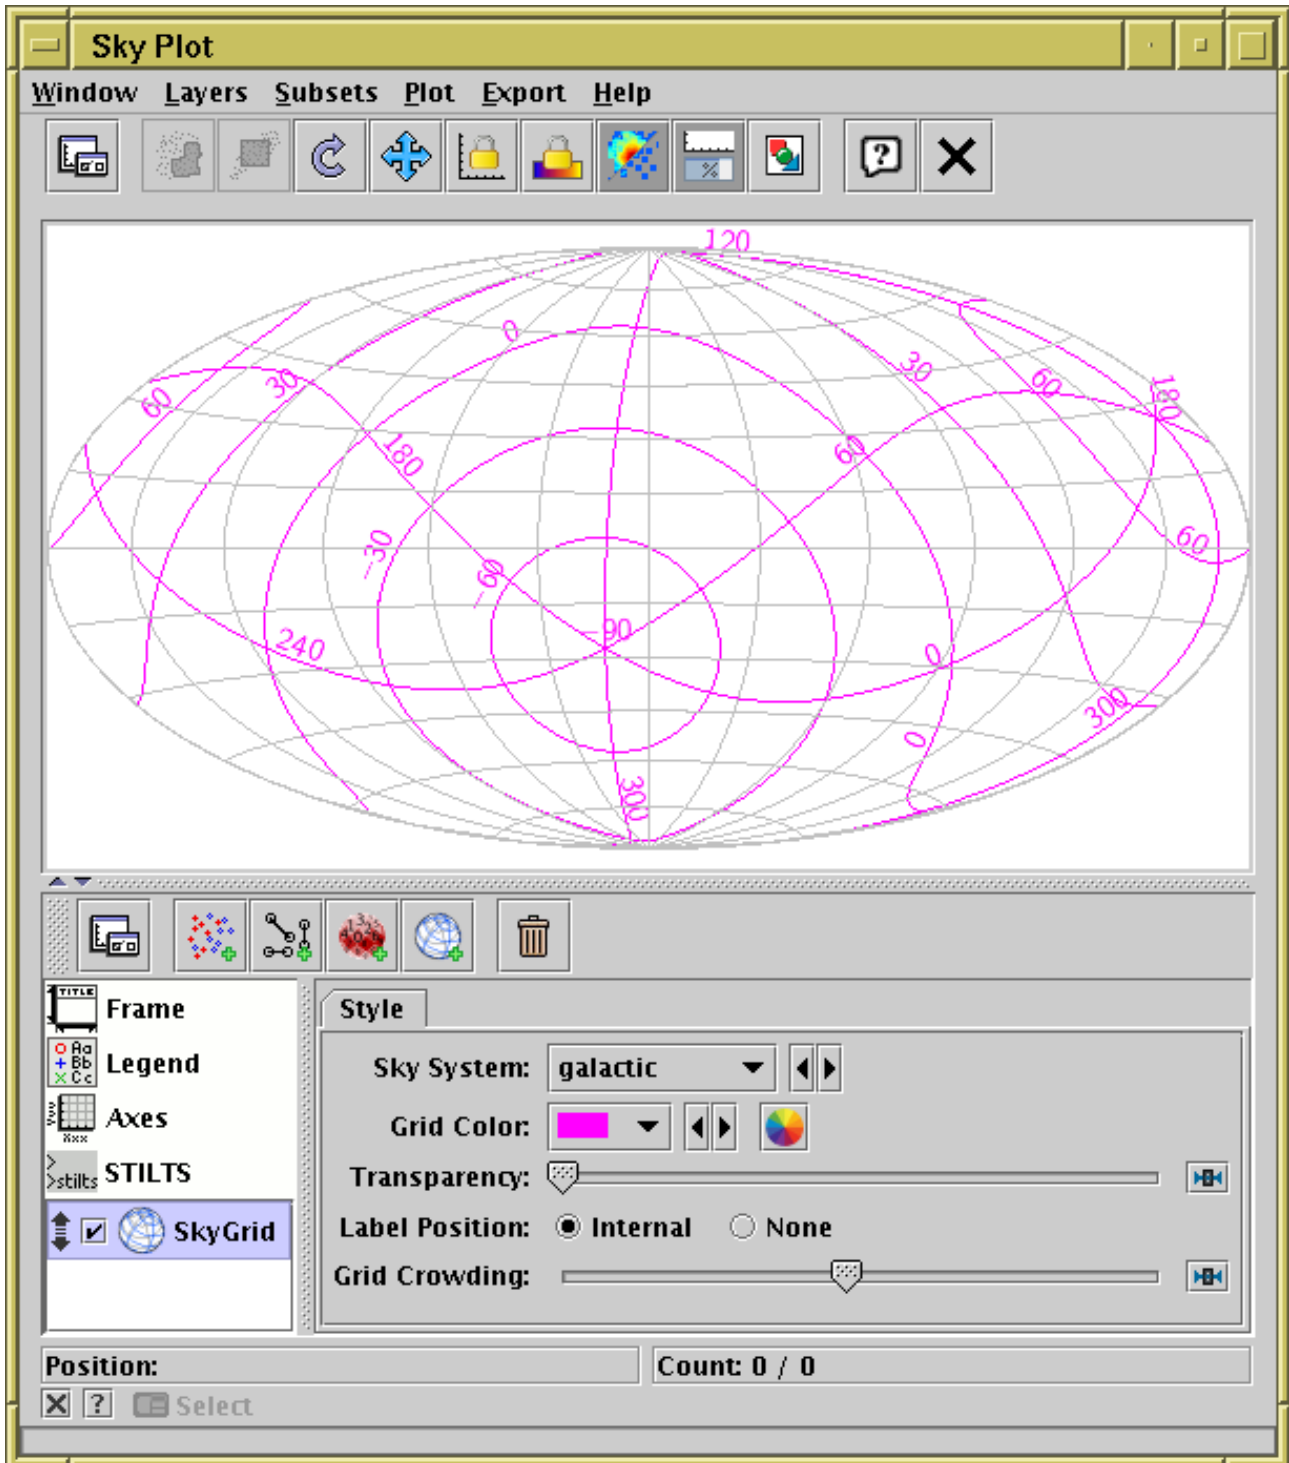 Sky Plot
Window Layers Subsets Plot Export Help
120
0
30
60
30
60
180
180
60
-30
60
-60
-90
240
0
300
0
300
Frame
Legend
Axes
STILTS
SkyGrid
Style
Sky System: galactic
Grid Color:
Transparency:
Label Position: Internal None
Grid Crowding:
Position:
Count: 0 / 0
Select